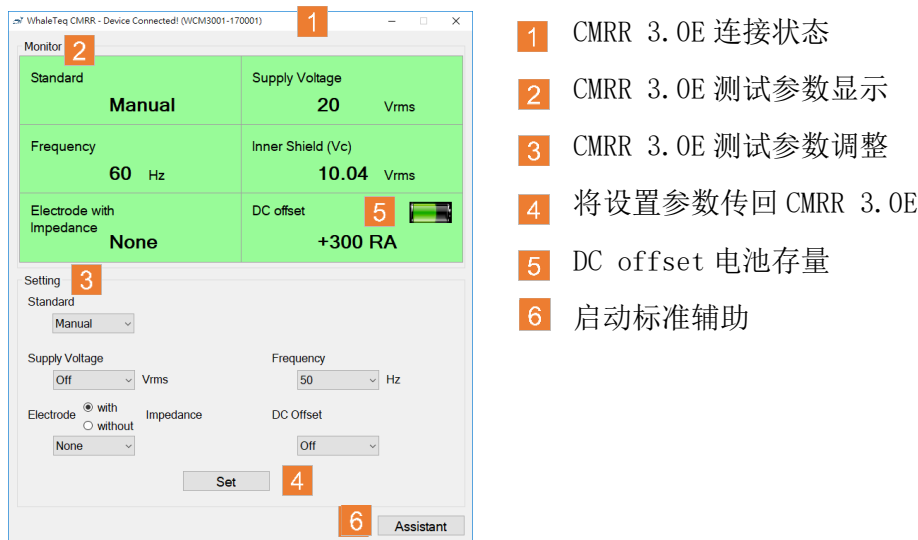 WhaleTeq CMRR - Device Connected! (WCM3001-170001)
1
Monitor
2
Standard
Manual
Supply Voltage
20 Vrms
Frequency
60 Hz
Inner Shield (Vc)
10.04 Vrms
Electrode with
Impedance
None
DC offset
5
+300 RA
Setting
3
Standard
Manual
Supply Voltage
Off Vrms
Frequency
50 Hz
Electrode with Impedance
without
None
DC Offset
Off
Set
4
6
Assistant
1 CMRR 3.0E 连接状态
2 CMRR 3.0E 测试参数显示
3 CMRR 3.0E 测试参数调整
4 将设置参数传回 CMRR 3.0E
5 DC offset 电池存量
6 启动标准辅助